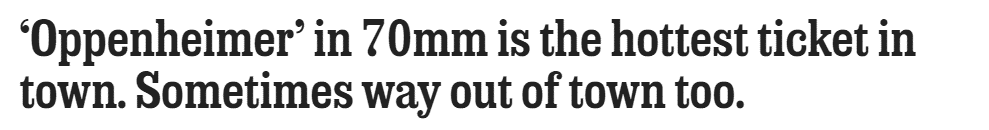 ‘Oppenheimer’ in 70mm is the hottest ticket in
town. Sometimes way out of town too.